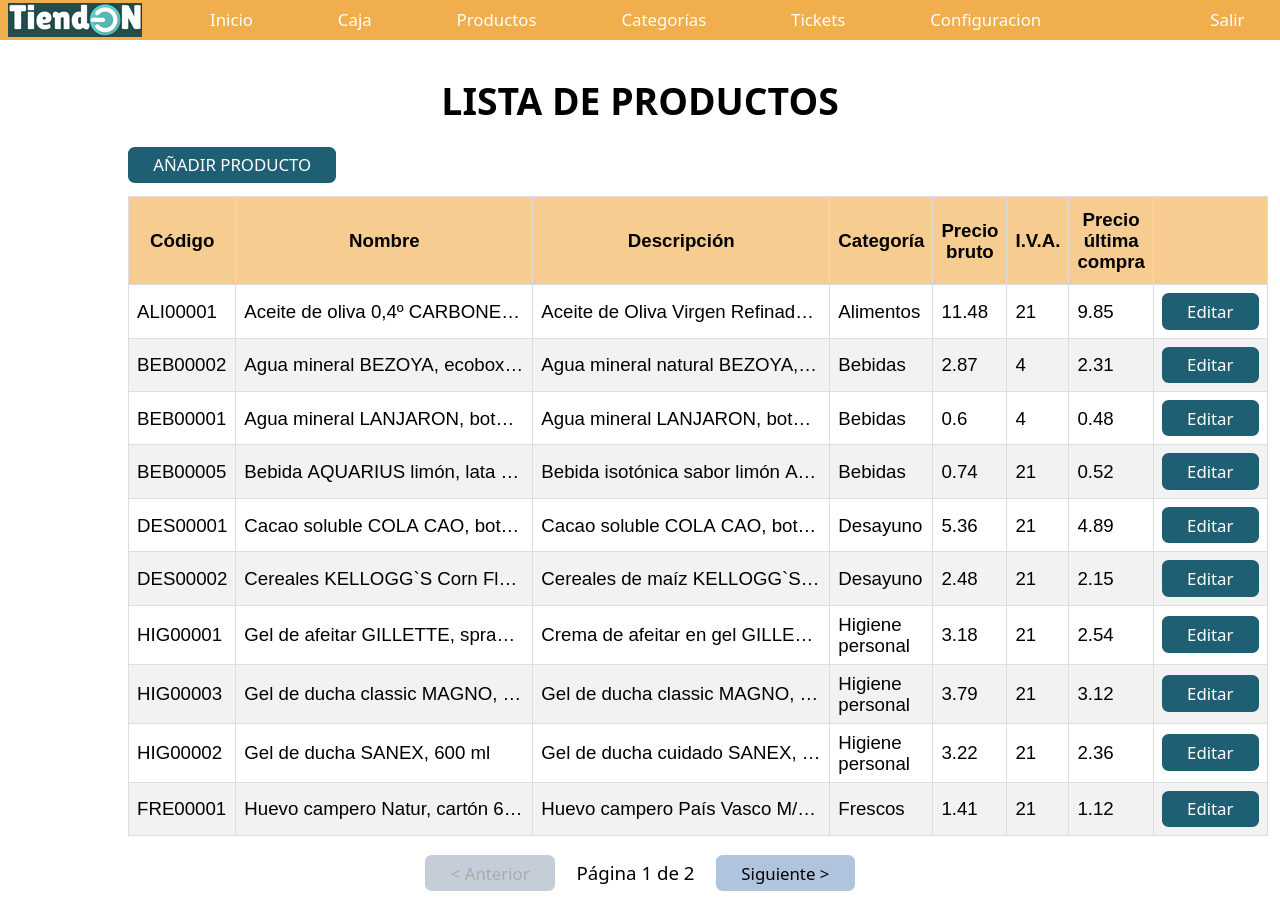 TiendON Inicio Caja Productos Categorías Tickets Configuracion Salir
LISTA DE PRODUCTOS
AÑADIR PRODUCTO
Código Nombre Descripción Categoría Precio bruto I.V.A. Precio última compra
ALI00001 Aceite de oliva 0,4º CARBONE… Aceite de Oliva Virgen Refinad… Alimentos 11.48 21 9.85 Editar
BEB00002 Agua mineral BEZOYA, ecobox… Agua mineral natural BEZOYA,… Bebidas 2.87 4 2.31 Editar
BEB00001 Agua mineral LANJARON, bot… Agua mineral LANJARON, bot… Bebidas 0.6 4 0.48 Editar
BEB00005 Bebida AQUARIUS limón, lata … Bebida isotónica sabor limón A… Bebidas 0.74 21 0.52 Editar
DES00001 Cacao soluble COLA CAO, bot… Cacao soluble COLA CAO, bot… Desayuno 5.36 21 4.89 Editar
DES00002 Cereales KELLOGG`S Corn Fl… Cereales de maíz KELLOGG`S… Desayuno 2.48 21 2.15 Editar
HIG00001 Gel de afeitar GILLETTE, spra… Crema de afeitar en gel GILLE… Higiene personal 3.18 21 2.54 Editar
HIG00003 Gel de ducha classic MAGNO, … Gel de ducha classic MAGNO, … Higiene personal 3.79 21 3.12 Editar
HIG00002 Gel de ducha SANEX, 600 ml Gel de ducha cuidado SANEX, … Higiene personal 3.22 21 2.36 Editar
FRE00001 Huevo campero Natur, cartón 6… Huevo campero País Vasco M/… Frescos 1.41 21 1.12 Editar
< Anterior Página 1 de 2 Siguiente >